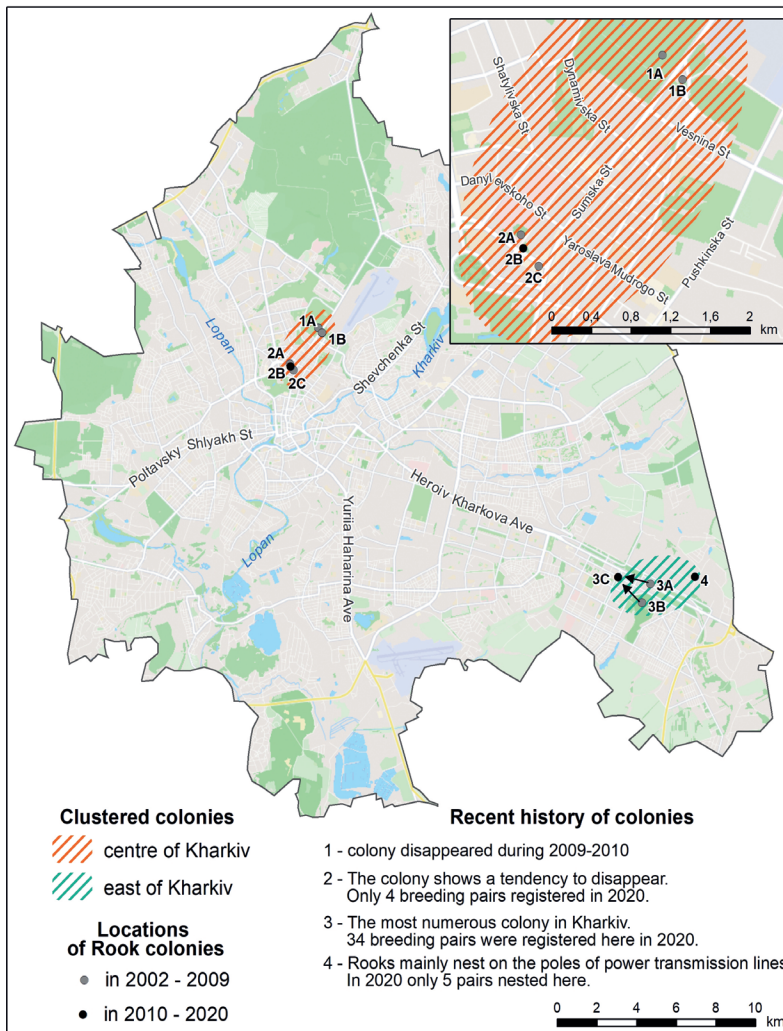 Shatylivska St
Dynamivska St
1A
1B
Vesnina St
Danylevskoho St
Sumska St
2A
2B
2C
Yaroslava Mudrogo St
Pushkinska St
0 0,4 0,8 1,2 1,6 2
km
Lopan
1A
1B
2A
2B
2C
Shevchenka St
Kharkiv
Poltavsky Shlyakh St
Heroiv Kharkova Ave
Yuriia Haharina Ave
Lopan
3C
3A
3B
4
Clustered colonies
centre of Kharkiv
east of Kharkiv
Locations
of Rook colonies
in 2002 - 2009
in 2010 - 2020
Recent history of colonies
1 - colony disappeared during 2009-2010
2 - The colony shows a tendency to disappear.
Only 4 breeding pairs registered in 2020.
3 - The most numerous colony in Kharkiv.
34 breeding pairs were registered here in 2020.
4 - Rooks mainly nest on the poles of power transmission lines
In 2020 only 5 pairs nested here.
0 2 4 6 8 10
km